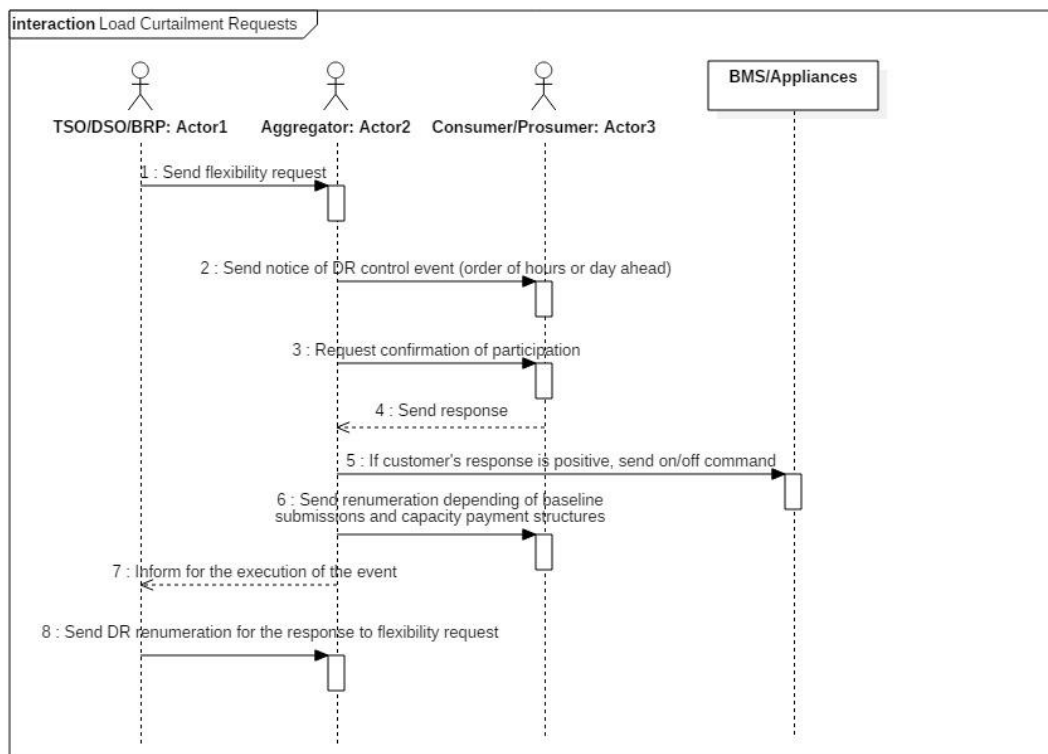 interaction Load Curtailment Requests
TSO/DSO/BRP: Actor1
Aggregator: Actor2
Consumer/Prosumer: Actor3
BMS/Appliances
1 : Send flexibility request
2 : Send notice of DR control event (order of hours or day ahead)
3 : Request confirmation of participation
4 : Send response
5 : If customer's response is positive, send on/off command
6 : Send renumeration depending of baseline
submissions and capacity payment structures
7 : Inform for the execution of the event
8 : Send DR renumeration for the response to flexibility request